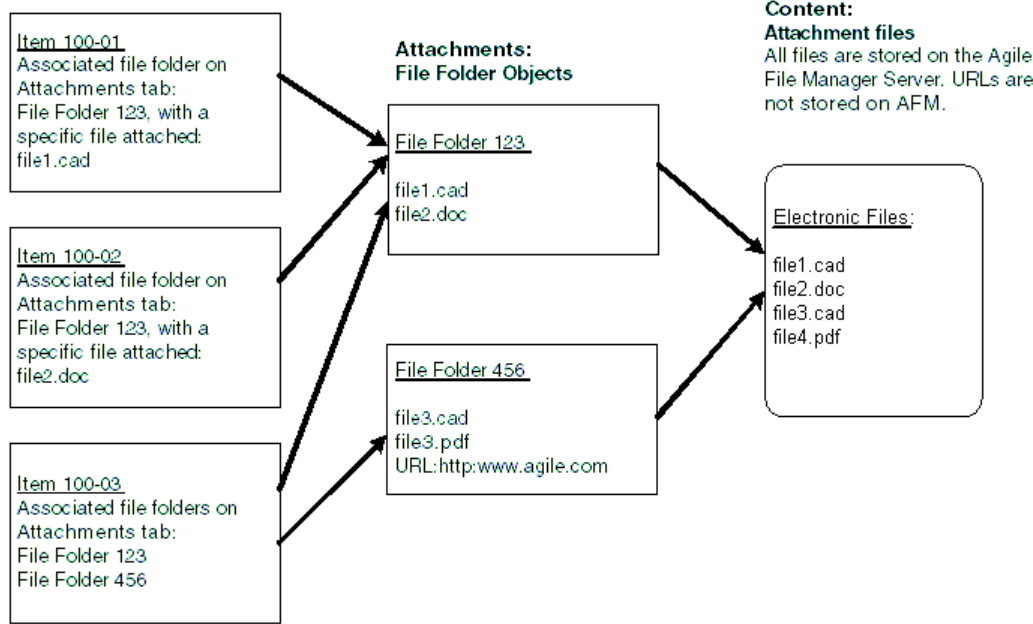 Item 100-01
Associated file folder on
Attachments tab:
File Folder 123, with a
specific file attached:
file1.cad
Item 100-02
Associated file folder on
Attachments tab:
File Folder 123, with a
specific file attached:
file2.doc
Item 100-03
Associated file folders on
Attachments tab:
File Folder 123
File Folder 456
Attachments:
File Folder Objects
File Folder 123
file1.cad
file2.doc
File Folder 456
file3.cad
file3.pdf
URL:http:www.agile.com
Content:
Attachment files
All files are stored on the Agile
File Manager Server. URLs are
not stored on AFM.
Electronic Files:
file1.cad
file2.doc
file3.cad
file4.pdf